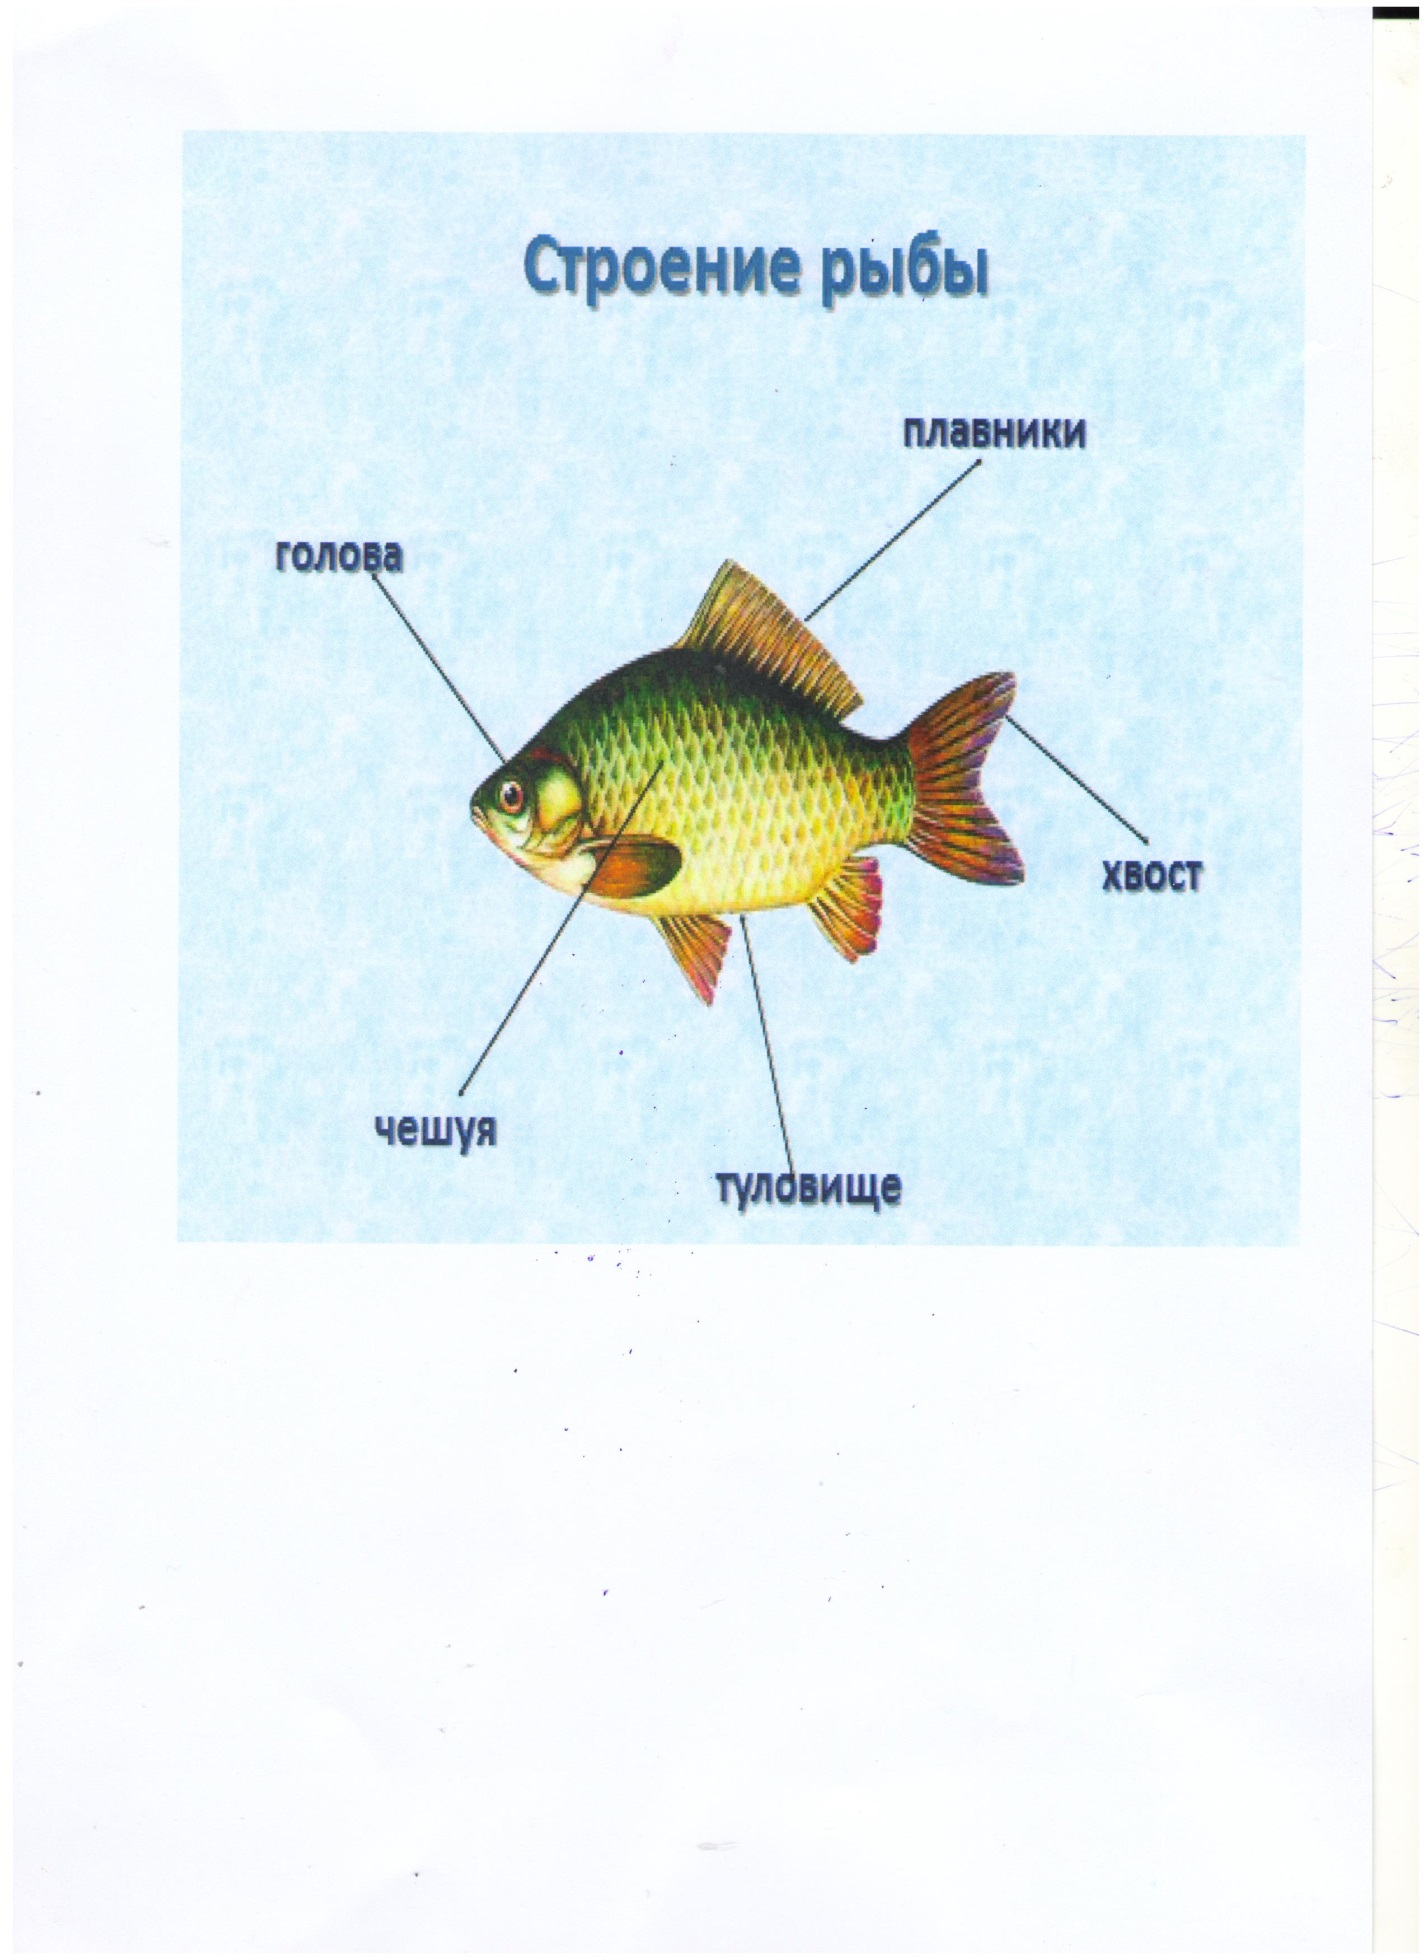 Строение рыбы
плавники
голова
хвост
чешуя
туловище